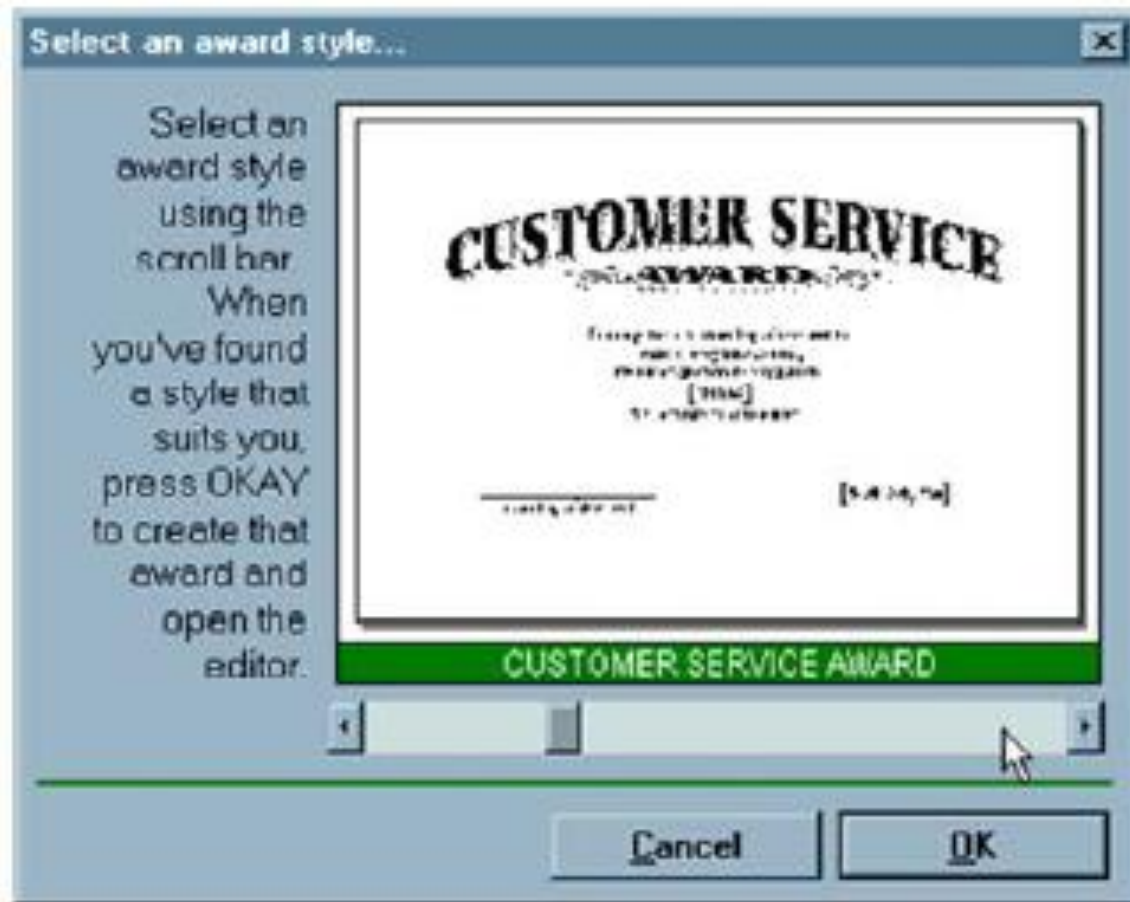 Select an award style...
Select an
award style
using the
scroll bar.
When
you've found
a style that
suits you,
press OKAY
to create that
award and
open the
editor.
CUSTOMER SERVICE
AWARD
CUSTOMER SERVICE AWARD
Cancel
OK